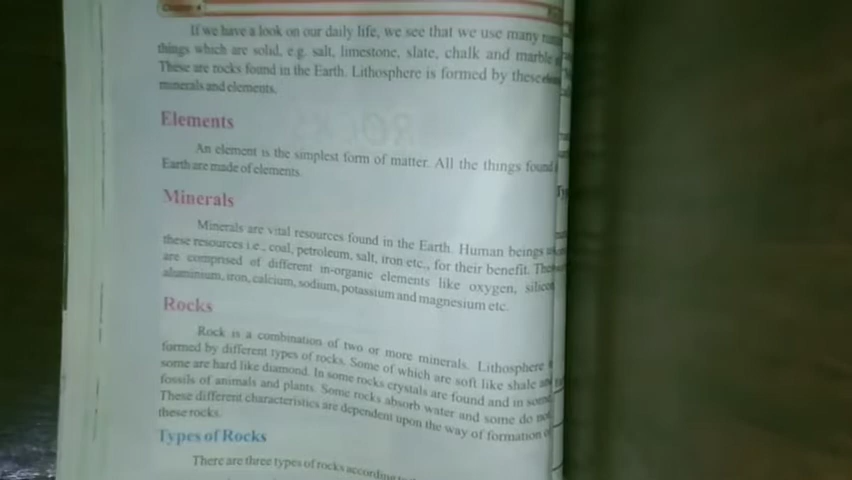 If we have a look on our daily life, we see that we use many
things which are solid, e.g. salt, limestone, slate, chalk and marble
These are rocks found in the Earth. Lithosphere is formed by these
minerals and elements.
Elements
An element is the simplest form of matter. All the things found
Earth are made of elements.
Minerals
Minerals are vital resources found in the Earth. Human beings
these resources i.e., coal, petroleum, salt, iron etc., for their benefit.
are comprised of different in-organic elements like oxygen, silicon
aluminium, iron, calcium, sodium, potassium and magnesium etc.
Rocks
Rock is a combination of two or more minerals. Lithosphere
formed by different types of rocks. Some of which are soft like shale
some are hard like diamond. In some rocks crystals are found and in some
fossils of animals and plants. Some rocks absorb water and some do not.
These different characteristics are dependent upon the way of formation of
these rocks.
Types of Rocks
There are three types of rocks according